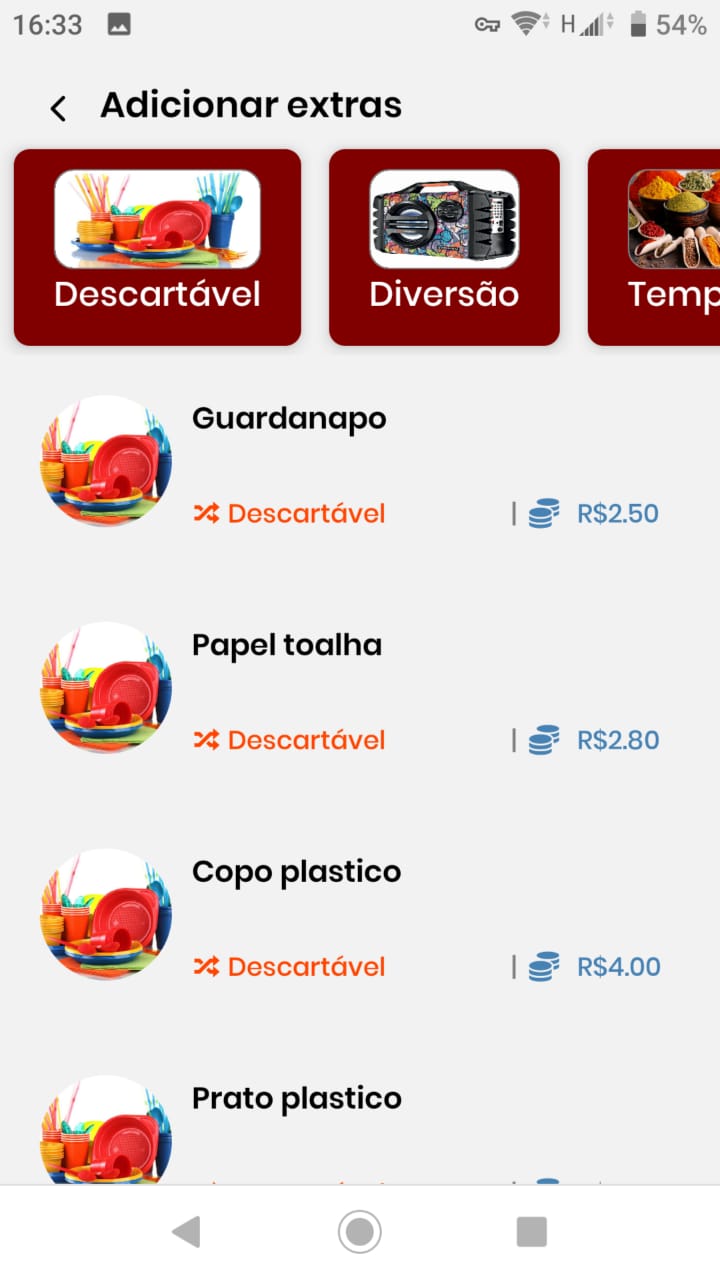 16:33 H 54%
Adicionar extras
Descartável Diversão Temp
Guardanapo
Descartável | R$2.50
Papel toalha
Descartável | R$2.80
Copo plastico
Descartável | R$4.00
Prato plastico